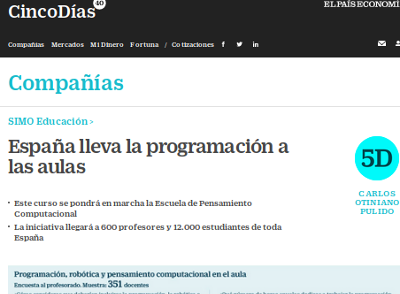 CincoDías
40
EL PAÍS ECONOMÍ
Compañías Mercados Mi Dinero Fortuna / Cotizaciones
Compañías
SIMO Educación >
España lleva la programación a
las aulas
5D
CARLOS
OTINIANO
PULIDO
Este curso se pondrá en marcha la Escuela de Pensamiento
Computacional
La iniciativa llegará a 600 profesores y 12.000 estudiantes de toda
España
Programación, robótica y pensamiento computacional en el aula
Encuesta al profesorado. Muestra: 351 docentes